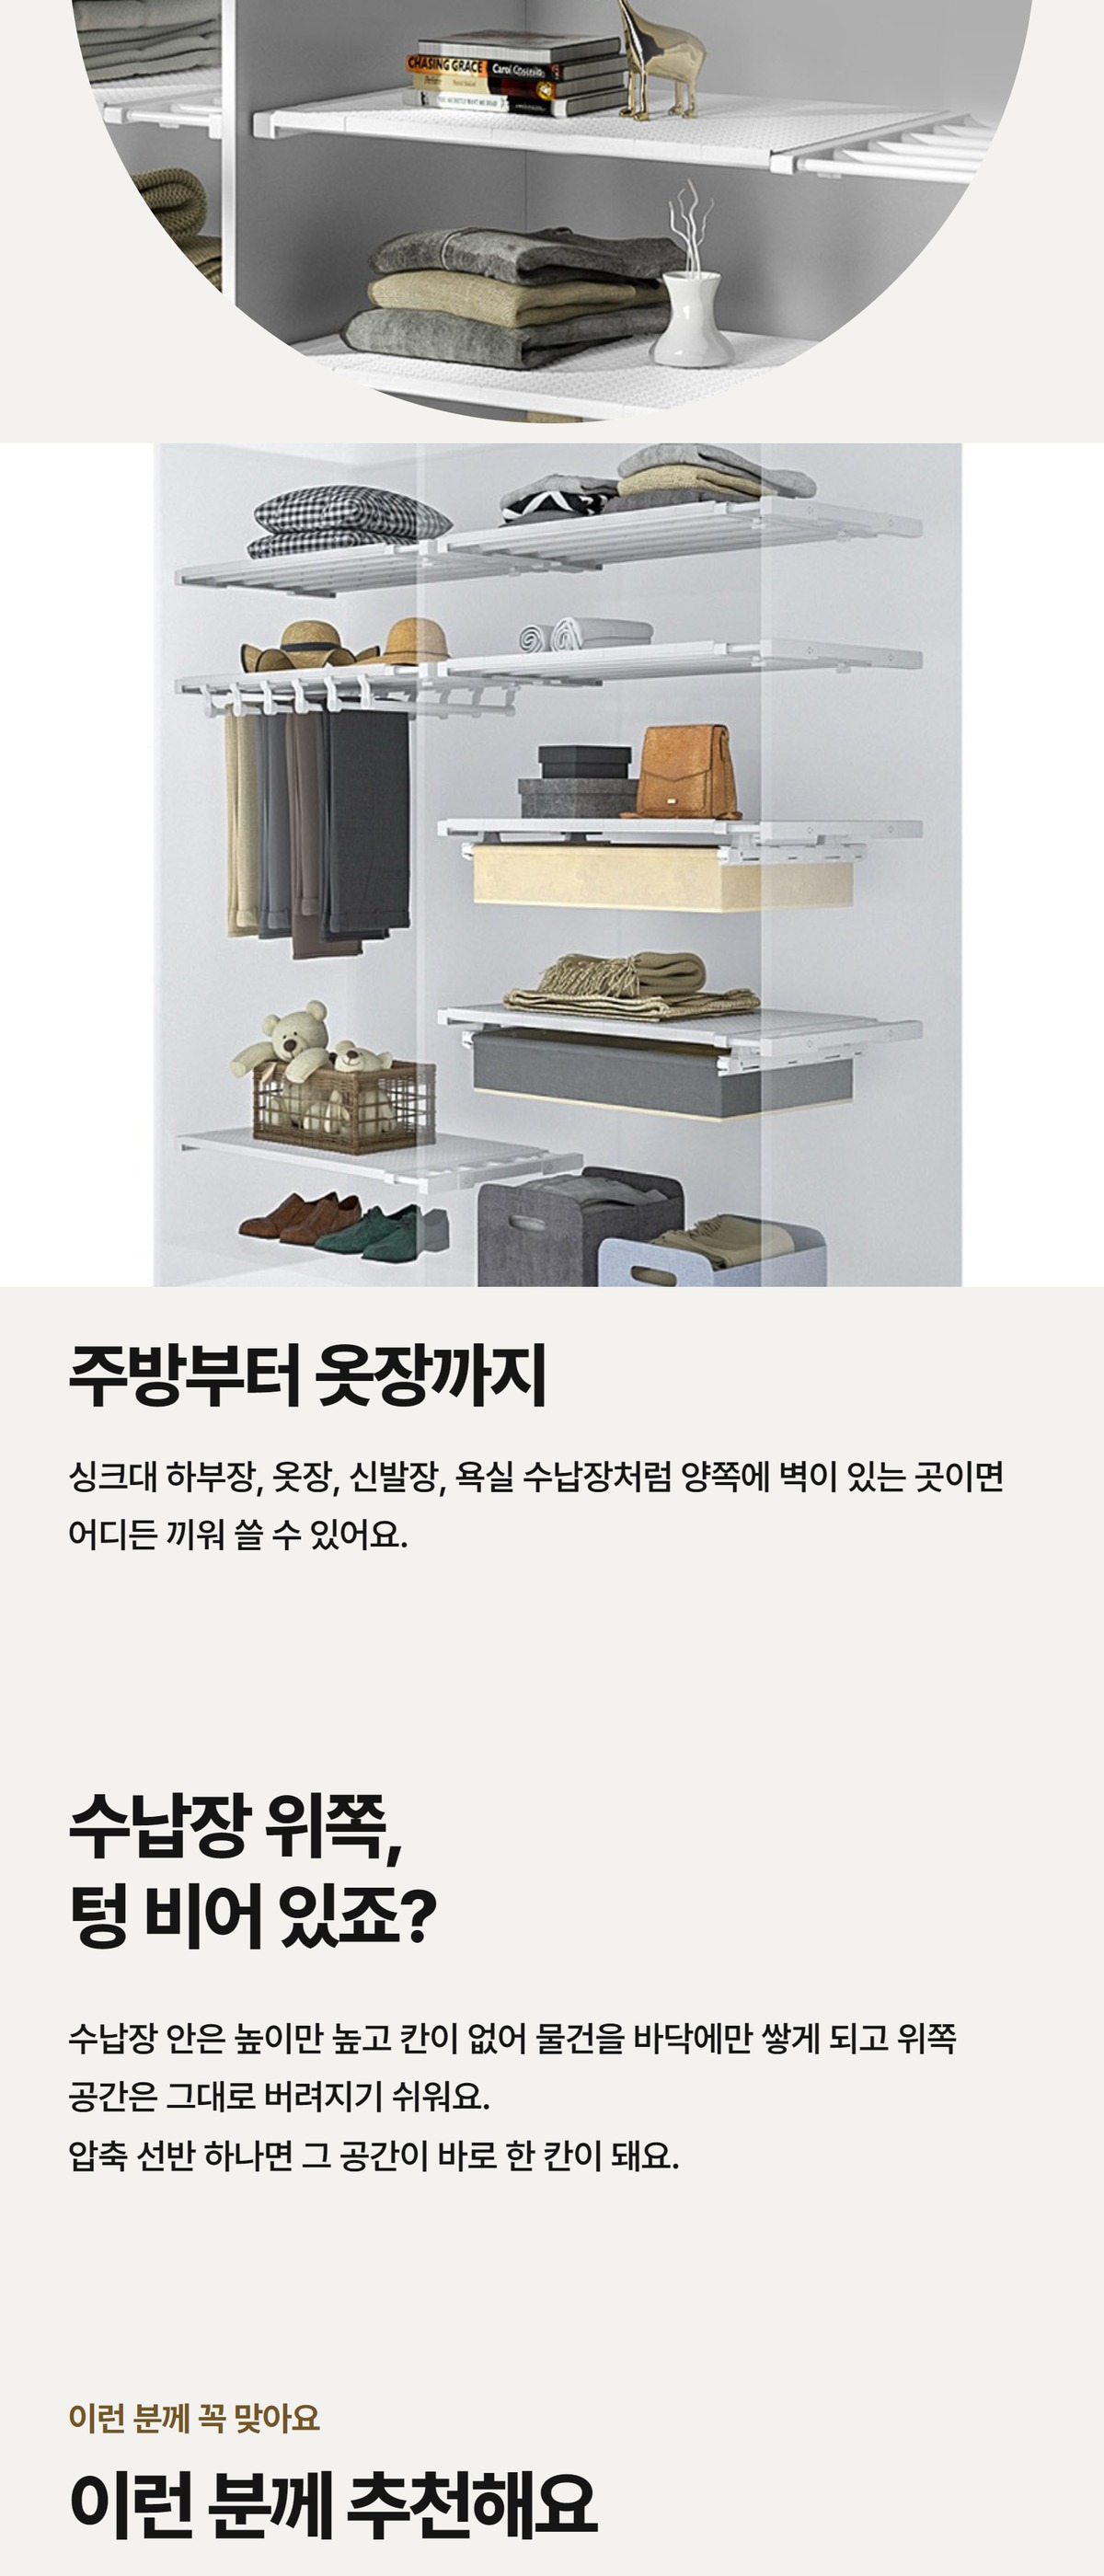 CHASING GRACE Carol Costello
주방부터 옷장까지
싱크대 하부장, 옷장, 신발장, 욕실 수납장처럼 양쪽에 벽이 있는 곳이면
어디든 끼워 쓸 수 있어요.
수납장 위쪽,
텅 비어 있죠?
수납장 안은 높이만 높고 칸이 없어 물건을 바닥에만 쌓게 되고 위쪽
공간은 그대로 버려지기 쉬워요.
압축 선반 하나면 그 공간이 바로 한 칸이 돼요.
이런 분께 꼭 맞아요
이런 분께 추천해요